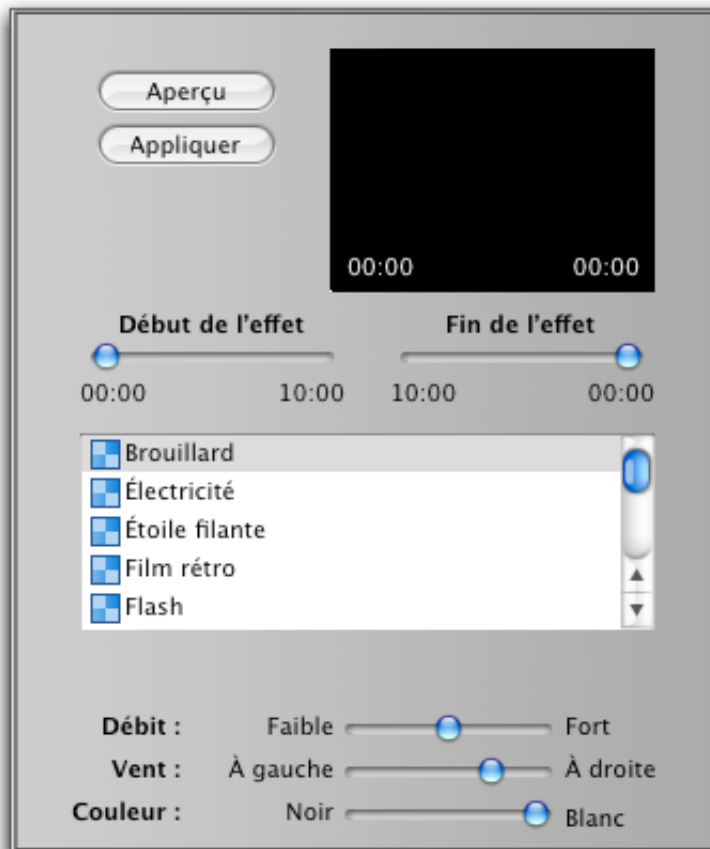 Aperçu
Appliquer
00:00 00:00
Début de l'effet Fin de l'effet
00:00 10:00 10:00 00:00
Brouillard
Électricité
Étoile filante
Film rétro
Flash
Débit : Faible Fort
Vent : À gauche À droite
Couleur : Noir Blanc